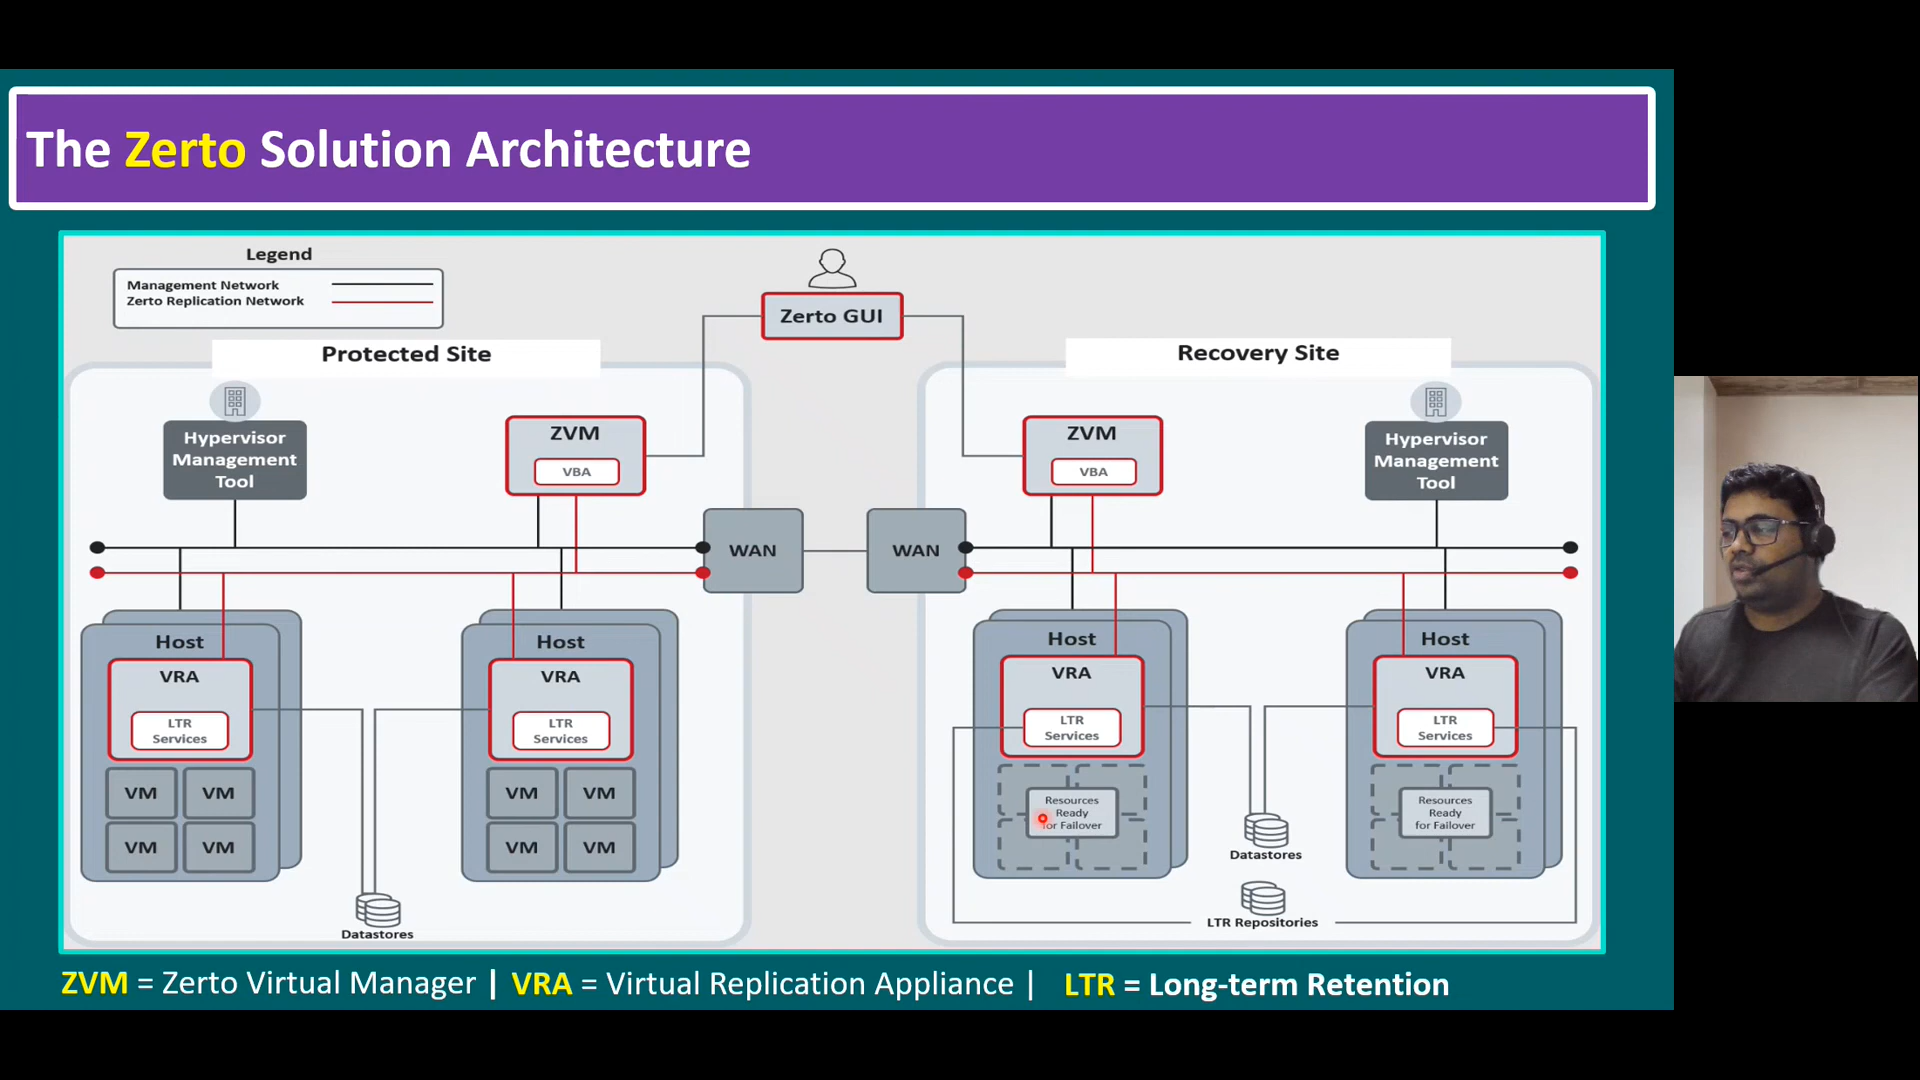 The Zerto Solution Architecture
Legend
Management Network
Zerto Replication Network
Zerto GUI
Protected Site
Hypervisor
Management
Tool
ZVM
VBA
WAN
Host
VRA
LTR
Services
VM VM
VM VM
Host
VRA
LTR
Services
VM VM
VM VM
Datastores
Recovery Site
ZVM
VBA
Hypervisor
Management
Tool
WAN
Host
VRA
LTR
Services
Resources
Ready
for Failover
Host
VRA
LTR
Services
Resources
Ready
for Failover
Datastores
LTR Repositories
ZVM = Zerto Virtual Manager | VRA = Virtual Replication Appliance | LTR = Long-term Retention